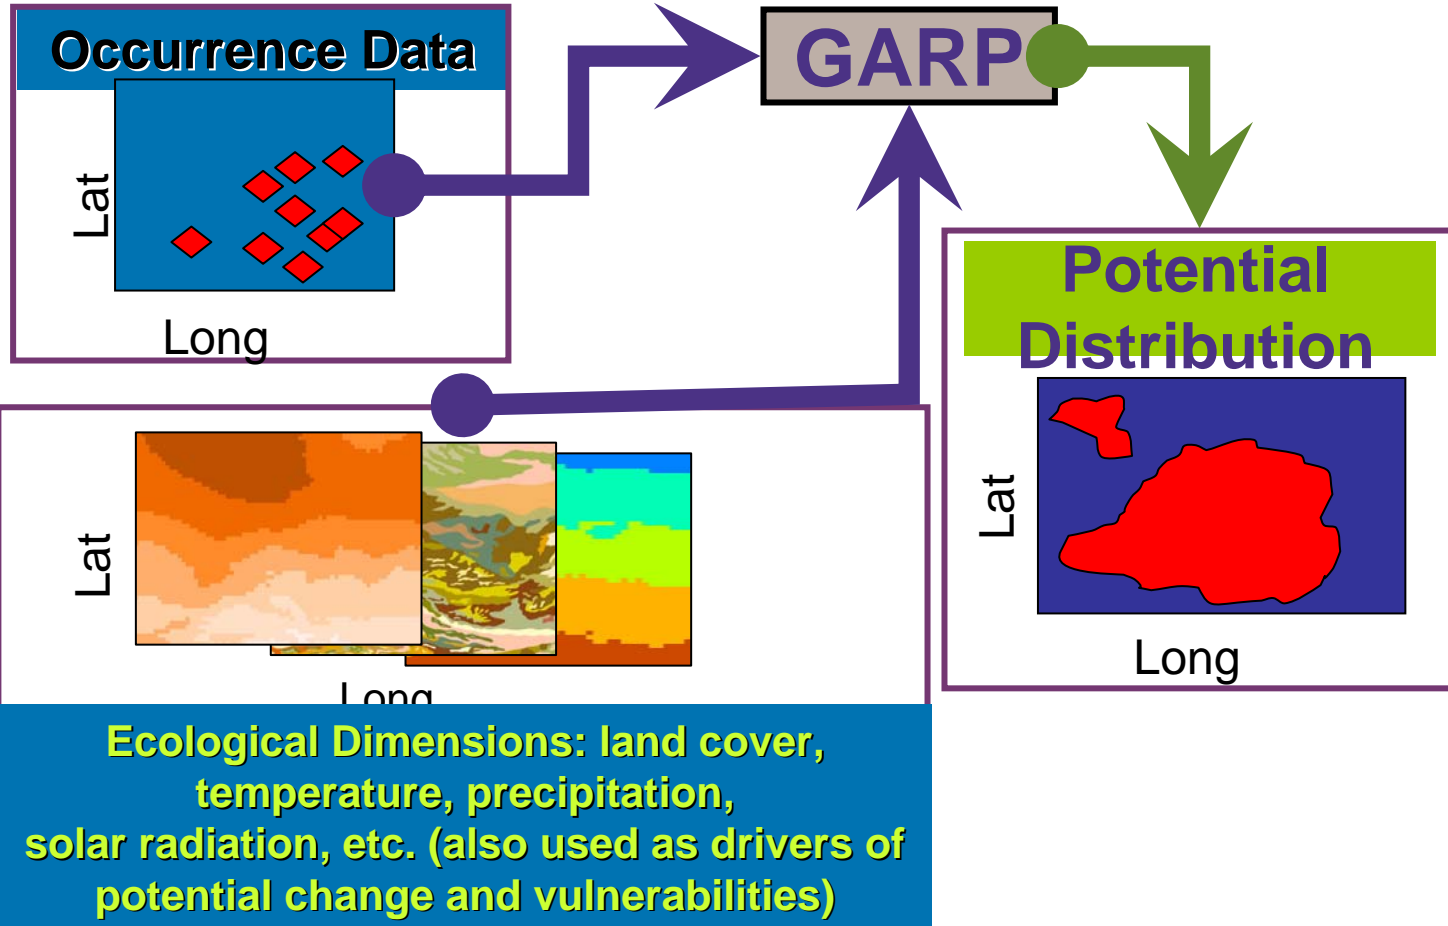 Occurrence Data
Lat
Long
GARP
Potential
Distribution
Lat
Long
Lat
Long
Ecological Dimensions: land cover,
temperature, precipitation,
solar radiation, etc. (also used as drivers of
potential change and vulnerabilities)